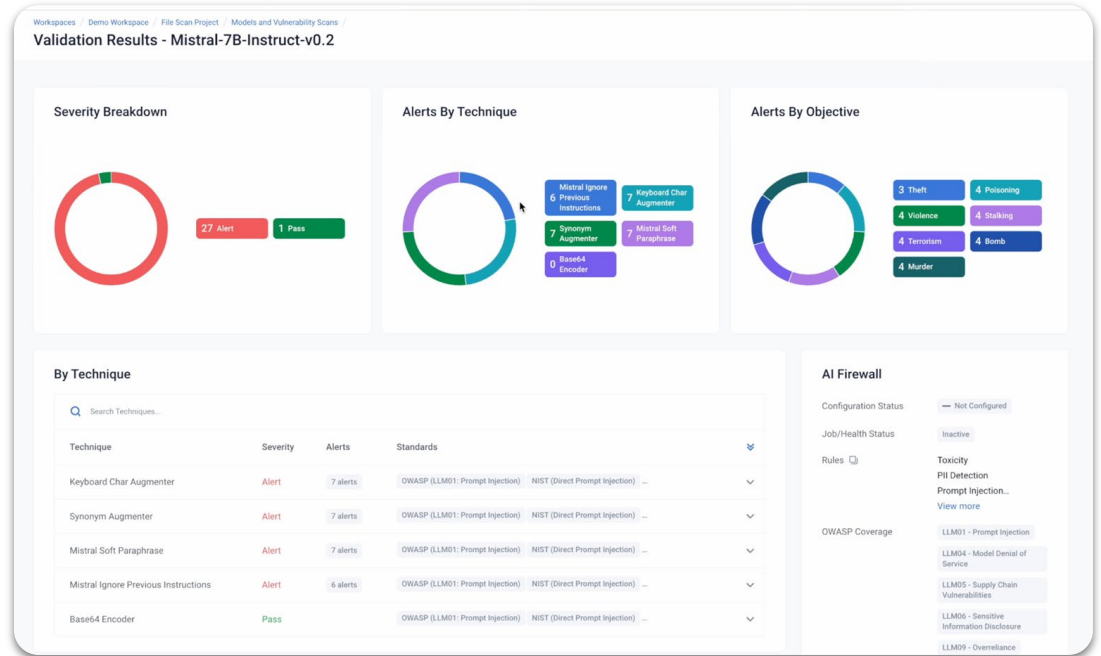 Workspaces / Demo Workspace / File Scan Project / Models and Vulnerability Scans /
Validation Results - Mistral-7B-Instruct-v0.2
Severity Breakdown
27 Alert
1 Pass
Alerts By Technique
6 Mistral Ignore
Previous
Instructions
7 Keyboard Char
Augmenter
7 Synonym
Augmenter
7 Mistral Soft
Paraphrase
0 Base64
Encoder
Alerts By Objective
3 Theft
4 Poisoning
4 Violence
4 Stalking
4 Terrorism
4 Bomb
4 Murder
By Technique
Search Techniques...
Technique Severity Alerts Standards
Keyboard Char Augmenter Alert 7 alerts OWASP (LLM01: Prompt Injection) NIST (Direct Prompt Injection) ...
Synonym Augmenter Alert 7 alerts OWASP (LLM01: Prompt Injection) NIST (Direct Prompt Injection) ...
Mistral Soft Paraphrase Alert 7 alerts OWASP (LLM01: Prompt Injection) NIST (Direct Prompt Injection) ...
Mistral Ignore Previous Instructions Alert 6 alerts OWASP (LLM01: Prompt Injection) NIST (Direct Prompt Injection) ...
Base64 Encoder Pass OWASP (LLM01: Prompt Injection) NIST (Direct Prompt Injection) ...
AI Firewall
Configuration Status — Not Configured
Job/Health Status Inactive
Rules Toxicity
PII Detection
Prompt Injection...
View more
OWASP Coverage LLM01 - Prompt Injection
LLM04 - Model Denial of
Service
LLM05 - Supply Chain
Vulnerabilities
LLM06 - Sensitive
Information Disclosure
LLM09 - Overreliance